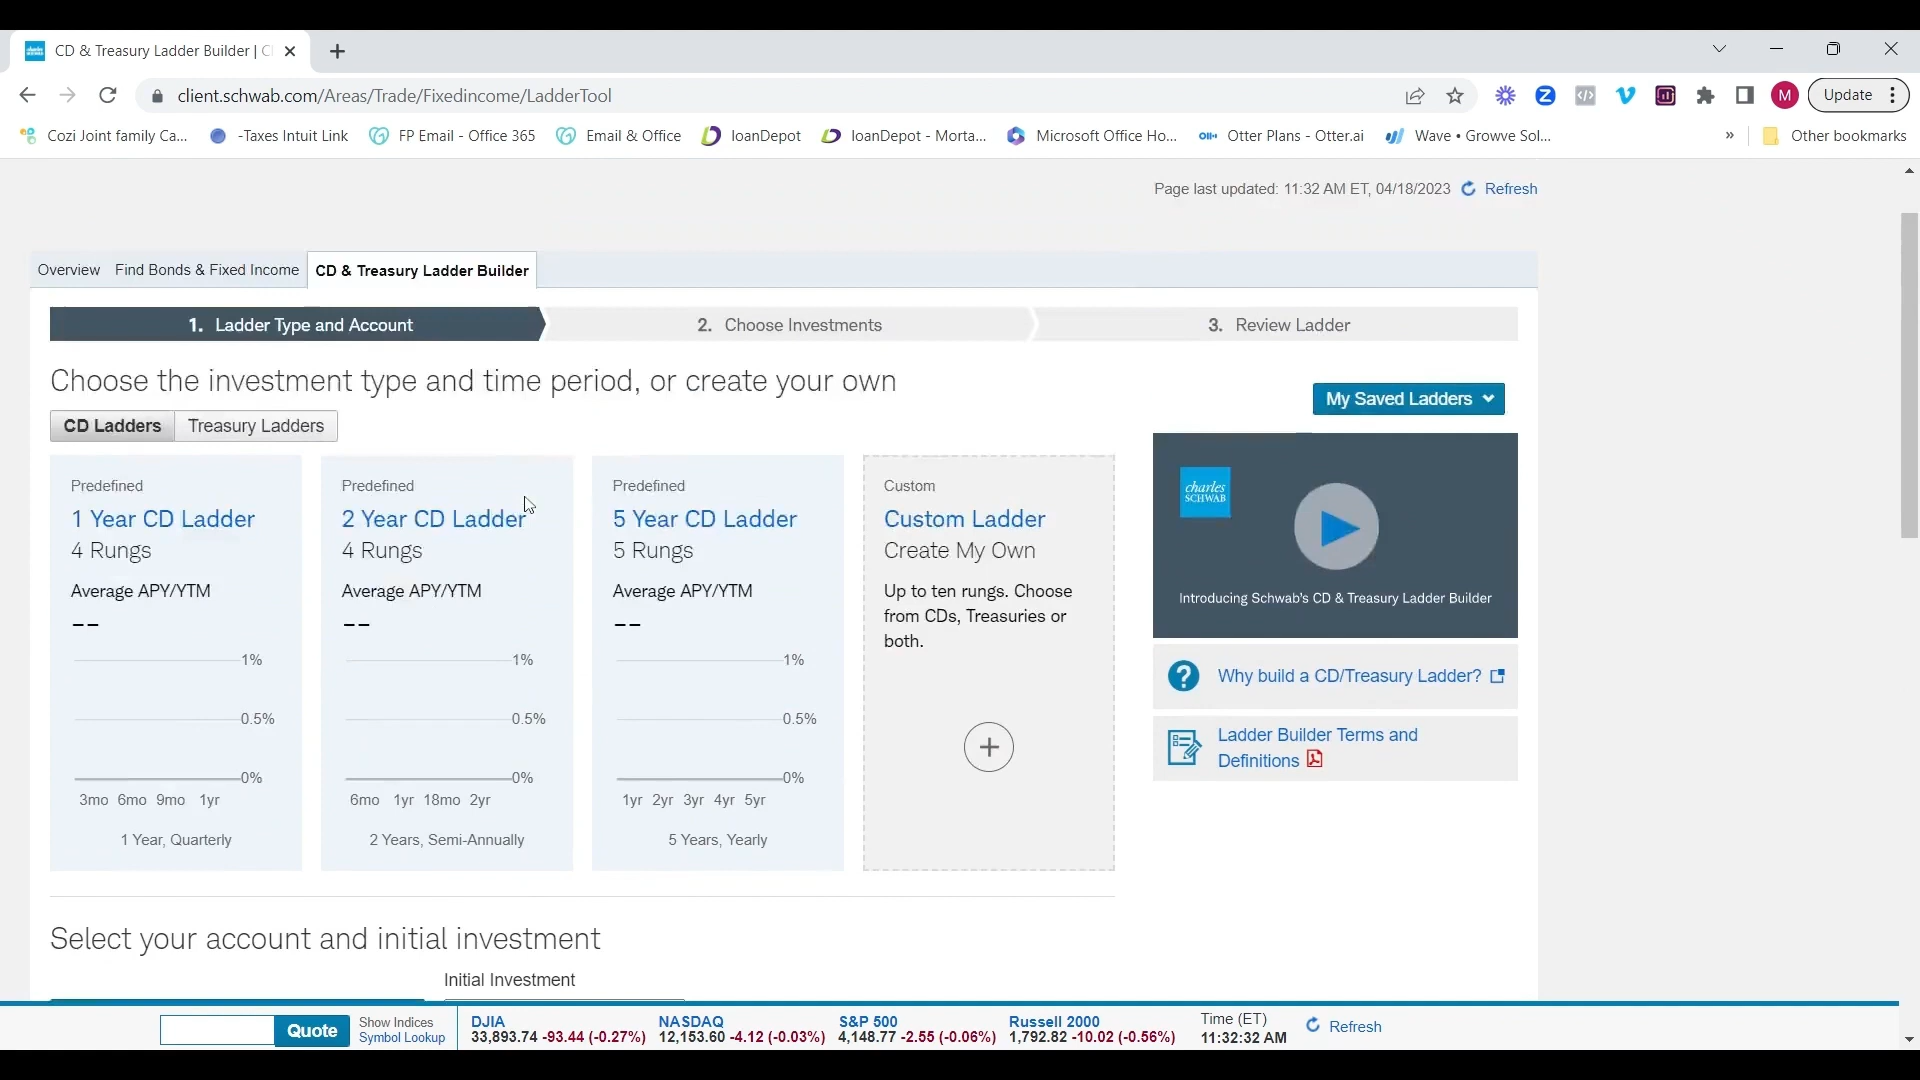 CD & Treasury Ladder Builder | C
client.schwab.com/Areas/Trade/Fixedincome/LadderTool
M
Update
Cozi Joint family Ca...
-Taxes Intuit Link
FP Email - Office 365
Email & Office
loanDepot
loanDepot - Morta...
Microsoft Office Ho...
Otter Plans - Otter.ai
Wave • Growve Sol...
»
Other bookmarks
Page last updated: 11:32 AM ET, 04/18/2023
Refresh
Overview
Find Bonds & Fixed Income
CD & Treasury Ladder Builder
1. Ladder Type and Account
2. Choose Investments
3. Review Ladder
Choose the investment type and time period, or create your own
My Saved Ladders
CD Ladders
Treasury Ladders
Predefined
1 Year CD Ladder
4 Rungs
Average APY/YTM
--
1%
0.5%
0%
3mo 6mo 9mo 1yr
1 Year, Quarterly
Predefined
2 Year CD Ladder
4 Rungs
Average APY/YTM
--
1%
0.5%
0%
6mo 1yr 18mo 2yr
2 Years, Semi-Annually
Predefined
5 Year CD Ladder
5 Rungs
Average APY/YTM
--
1%
0.5%
0%
1yr 2yr 3yr 4yr 5yr
5 Years, Yearly
Custom
Custom Ladder
Create My Own
Up to ten rungs. Choose
from CDs, Treasuries or
both.
charles
SCHWAB
Introducing Schwab's CD & Treasury Ladder Builder
Why build a CD/Treasury Ladder?
Ladder Builder Terms and
Definitions
Select your account and initial investment
Initial Investment
Quote
Show Indices
Symbol Lookup
DJIA
33,893.74 -93.44 (-0.27%)
NASDAQ
12,153.60 -4.12 (-0.03%)
S&P 500
4,148.77 -2.55 (-0.06%)
Russell 2000
1,792.82 -10.02 (-0.56%)
Time (ET)
11:32:32 AM
Refresh